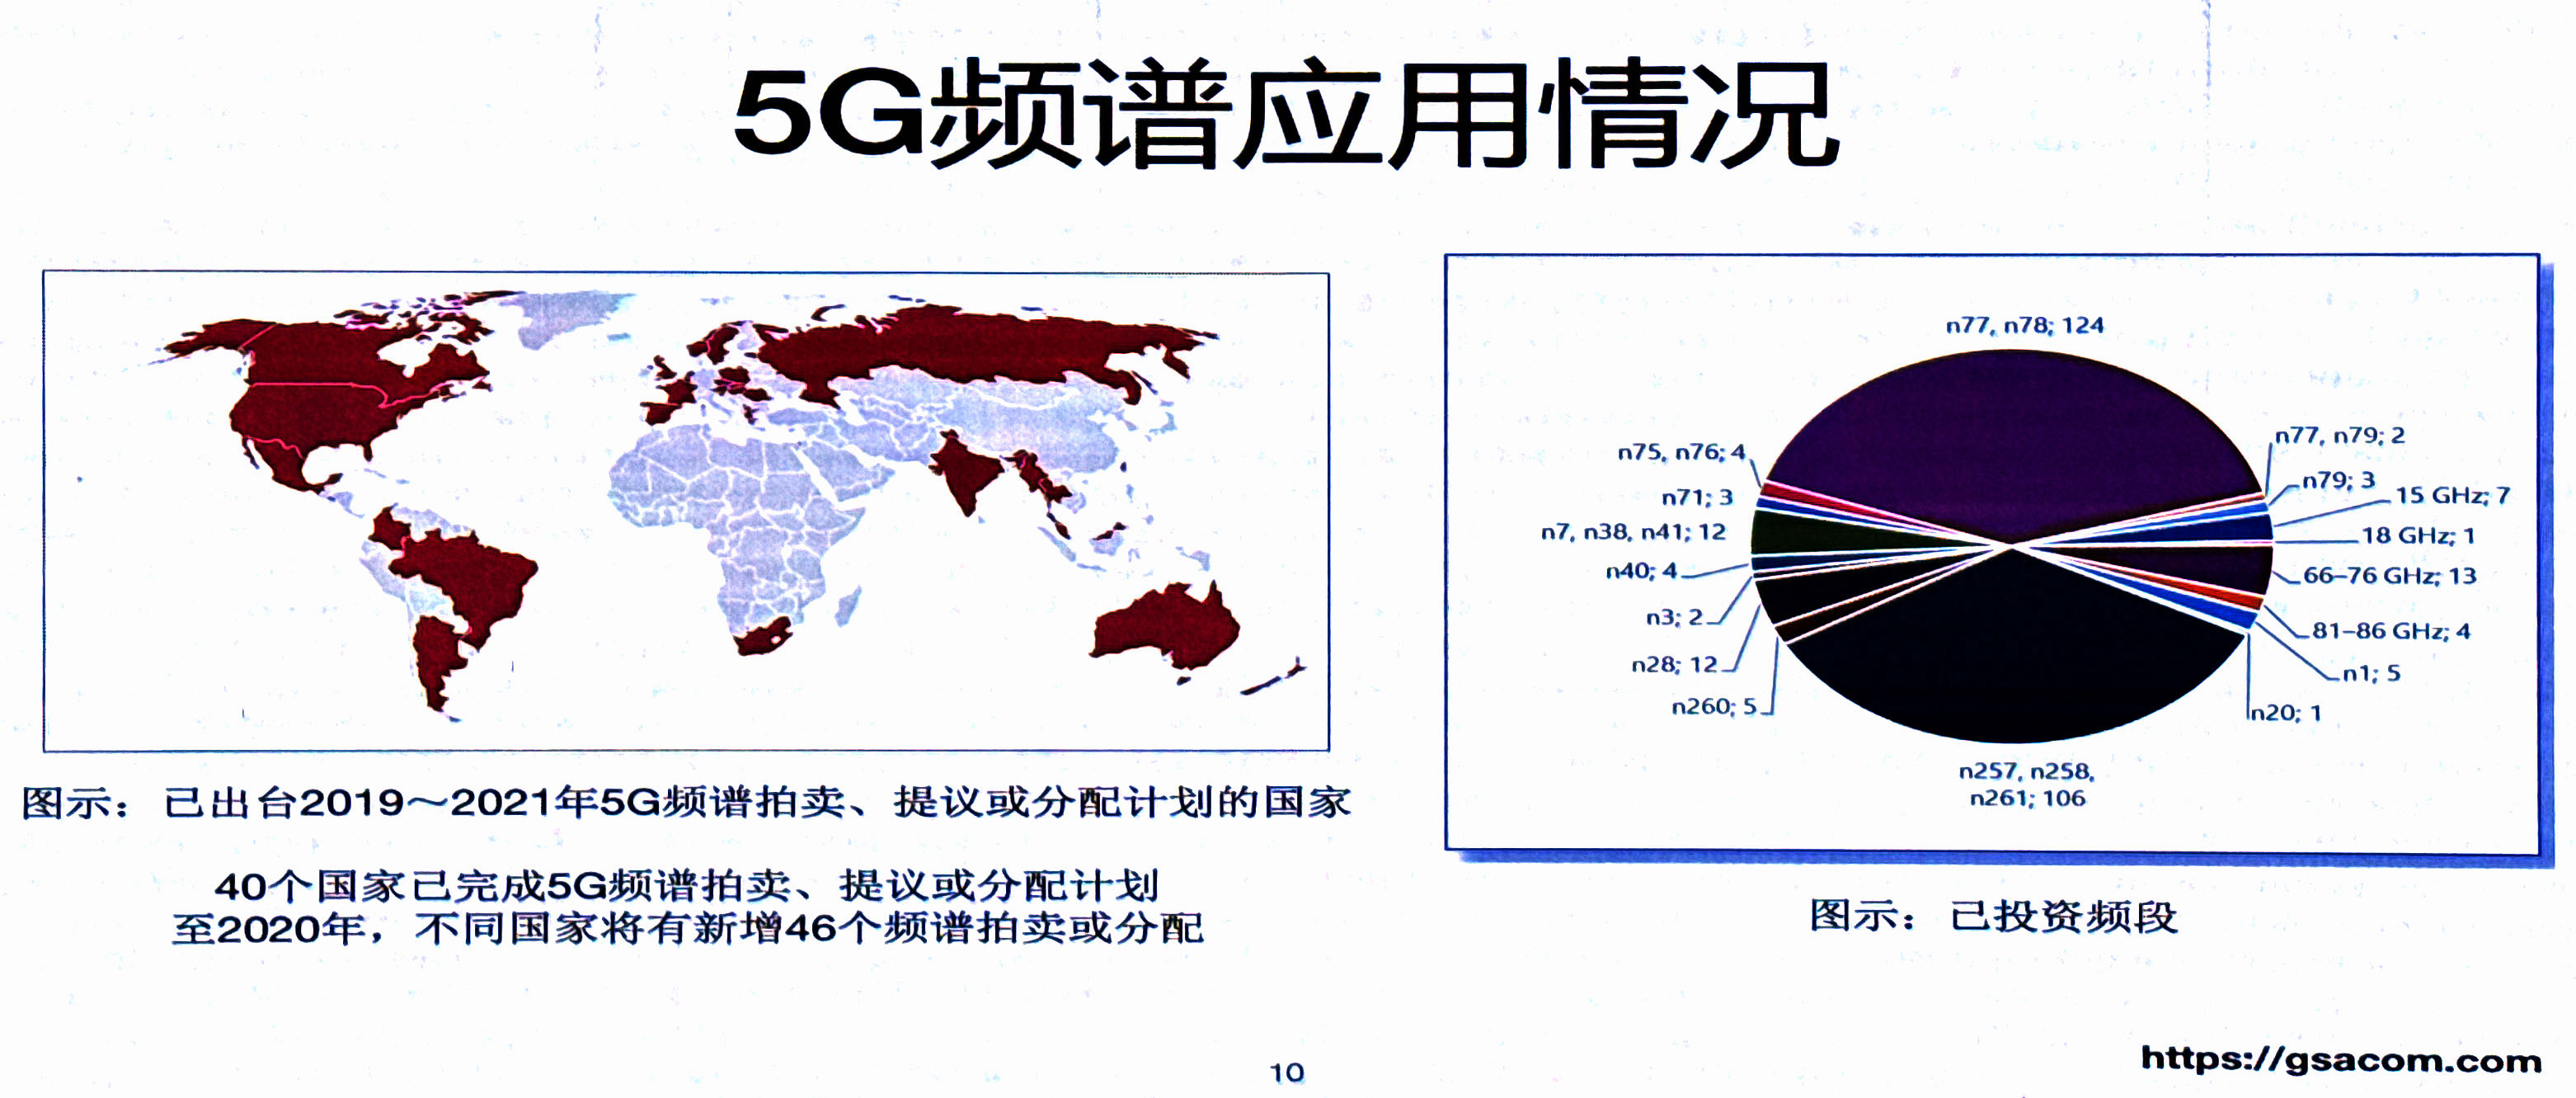 5G频谱应用情况
图示：已出台2019～2021年5G频谱拍卖、提议或分配计划的国家
40个国家已完成5G频谱拍卖、提议或分配计划
至2020年，不同国家将有新增46个频谱拍卖或分配
n77, n78; 124
n77, n79; 2
n79; 3
15 GHz; 7
18 GHz; 1
66–76 GHz; 13
81–86 GHz; 4
n1; 5
n20; 1
n257, n258,
n261; 106
n260; 5
n28; 12
n3; 2
n40; 4
n7, n38, n41; 12
n71; 3
n75, n76; 4
图示：已投资频段
10
https://gsacom.com